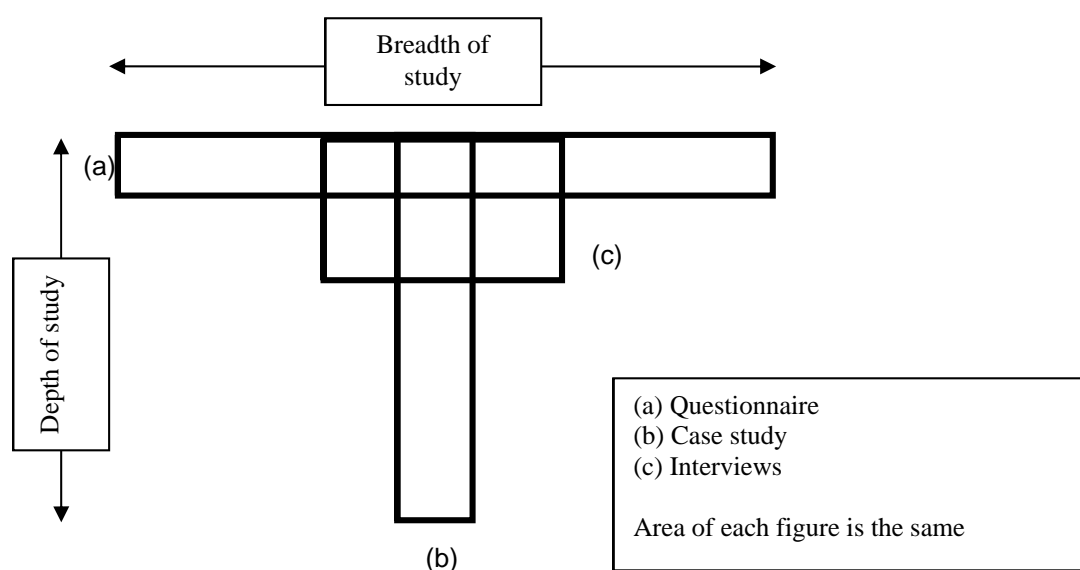 Breadth of
study
(a)
(c)
Depth of study
(a) Questionnaire
(b) Case study
(c) Interviews
Area of each figure is the same
(b)